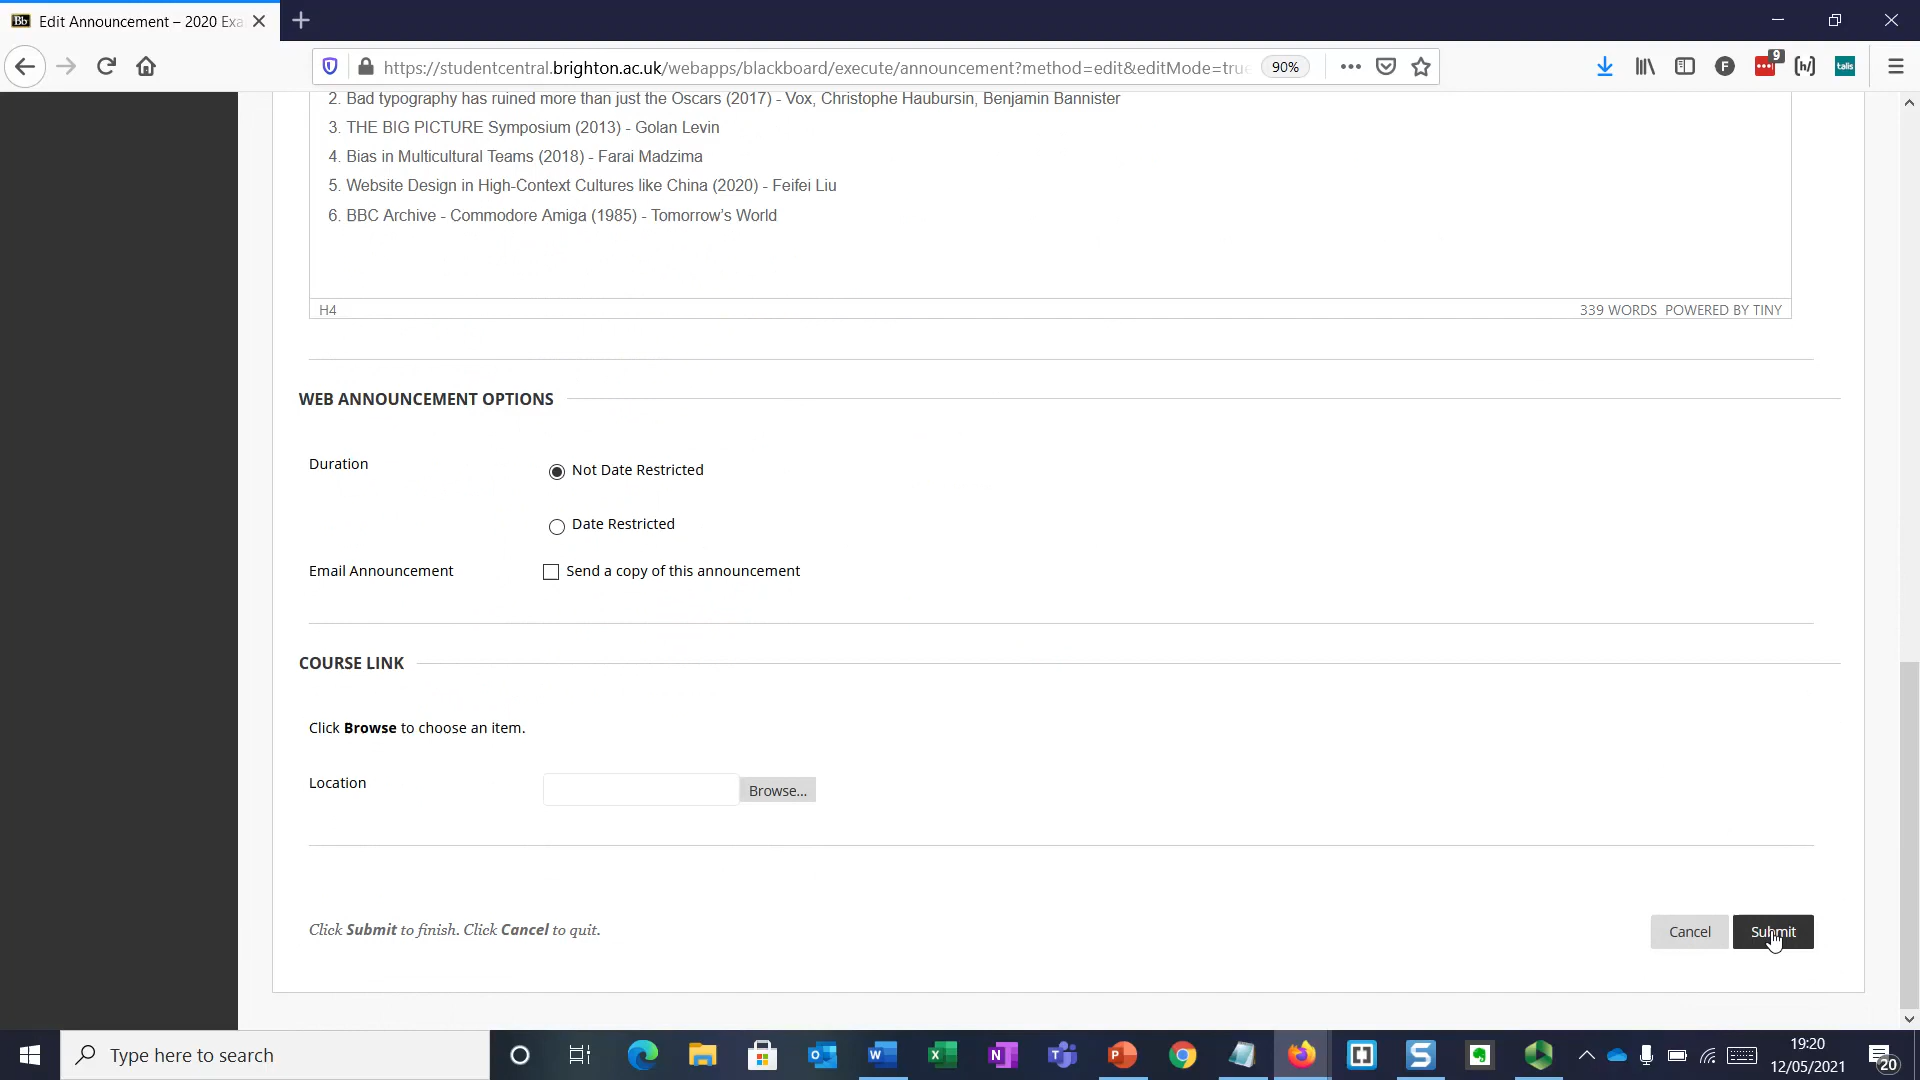 Edit Announcement – 2020 Exa
https://studentcentral.brighton.ac.uk/webapps/blackboard/execute/announcement?method=edit&editMode=tru
90%
9
talis
2. Bad typography has ruined more than just the Oscars (2017) - Vox, Christophe Haubursin, Benjamin Bannister
3. THE BIG PICTURE Symposium (2013) - Golan Levin
4. Bias in Multicultural Teams (2018) - Farai Madzima
5. Website Design in High-Context Cultures like China (2020) - Feifei Liu
6. BBC Archive - Commodore Amiga (1985) - Tomorrow’s World
H4
339 WORDS POWERED BY TINY
WEB ANNOUNCEMENT OPTIONS
Duration
Not Date Restricted
Date Restricted
Email Announcement
Send a copy of this announcement
COURSE LINK
Click Browse to choose an item.
Location
Browse...
Click Submit to finish. Click Cancel to quit.
Cancel
Submit
Type here to search
19:20
12/05/2021
20